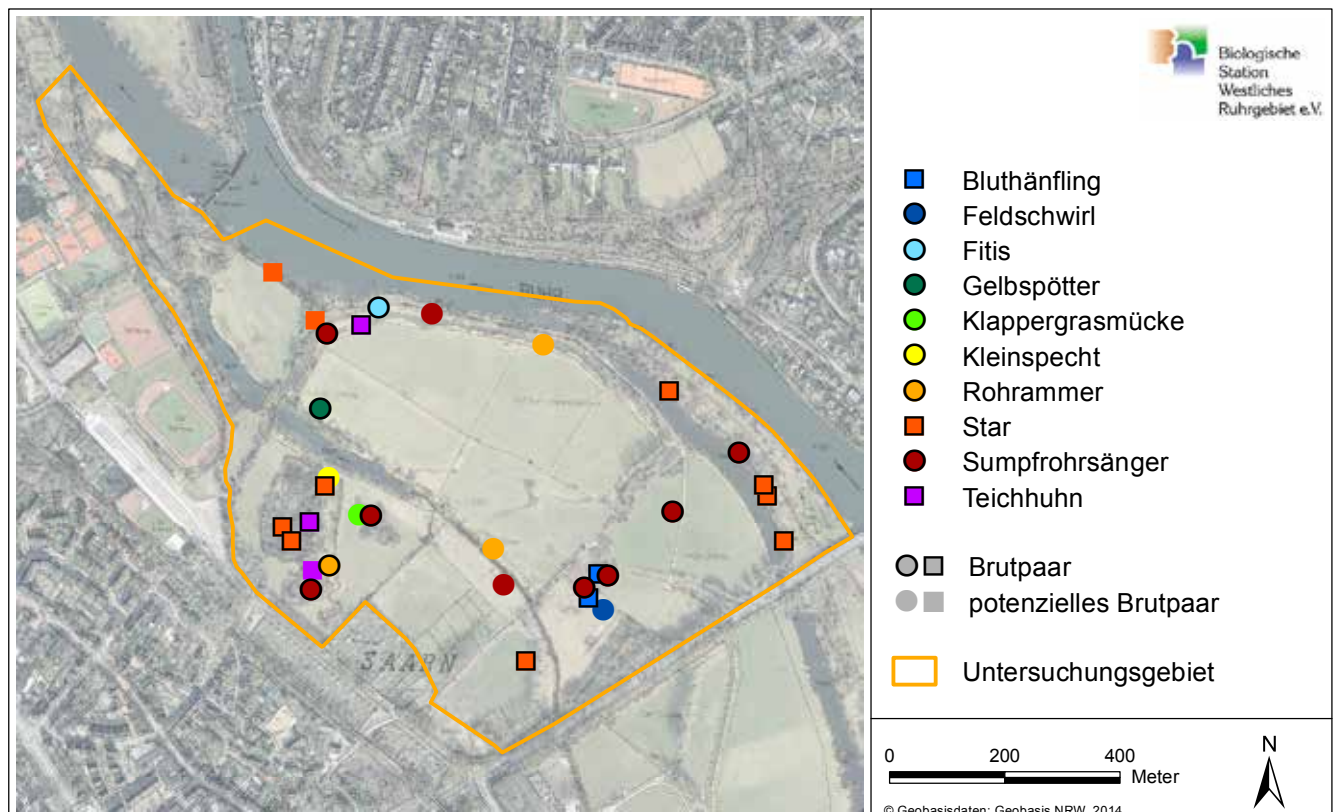 Biologische
Station
Westliches
Ruhrgebiet e.V.
Bluthänfling
Feldschwirl
Fitis
Gelbspötter
Klappergrasmücke
Kleinspecht
Rohrammer
Star
Sumpfrohrsänger
Teichhuhn
Brutpaar
potenzielles Brutpaar
Untersuchungsgebiet
SAARN
0 200 400
Meter
N
© Geobasisdaten: Geobasis NRW, 2014